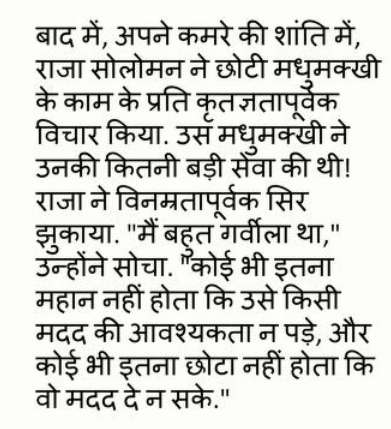 बाद में, अपने कमरे की शांति में,
राजा सोलोमन ने छोटी मधुमक्खी
के काम के प्रति कृतज्ञतापूर्वक
विचार किया. उस मधुमक्खी ने
उनकी कितनी बड़ी सेवा की थी!
राजा ने विनम्रतापूर्वक सिर
झुकाया. "मैं बहुत गर्वीला था,"
उन्होंने सोचा. "कोई भी इतना
महान नहीं होता कि उसे किसी
मदद की आवश्यकता न पड़े, और
कोई भी इतना छोटा नहीं होता कि
वो मदद दे न सके."